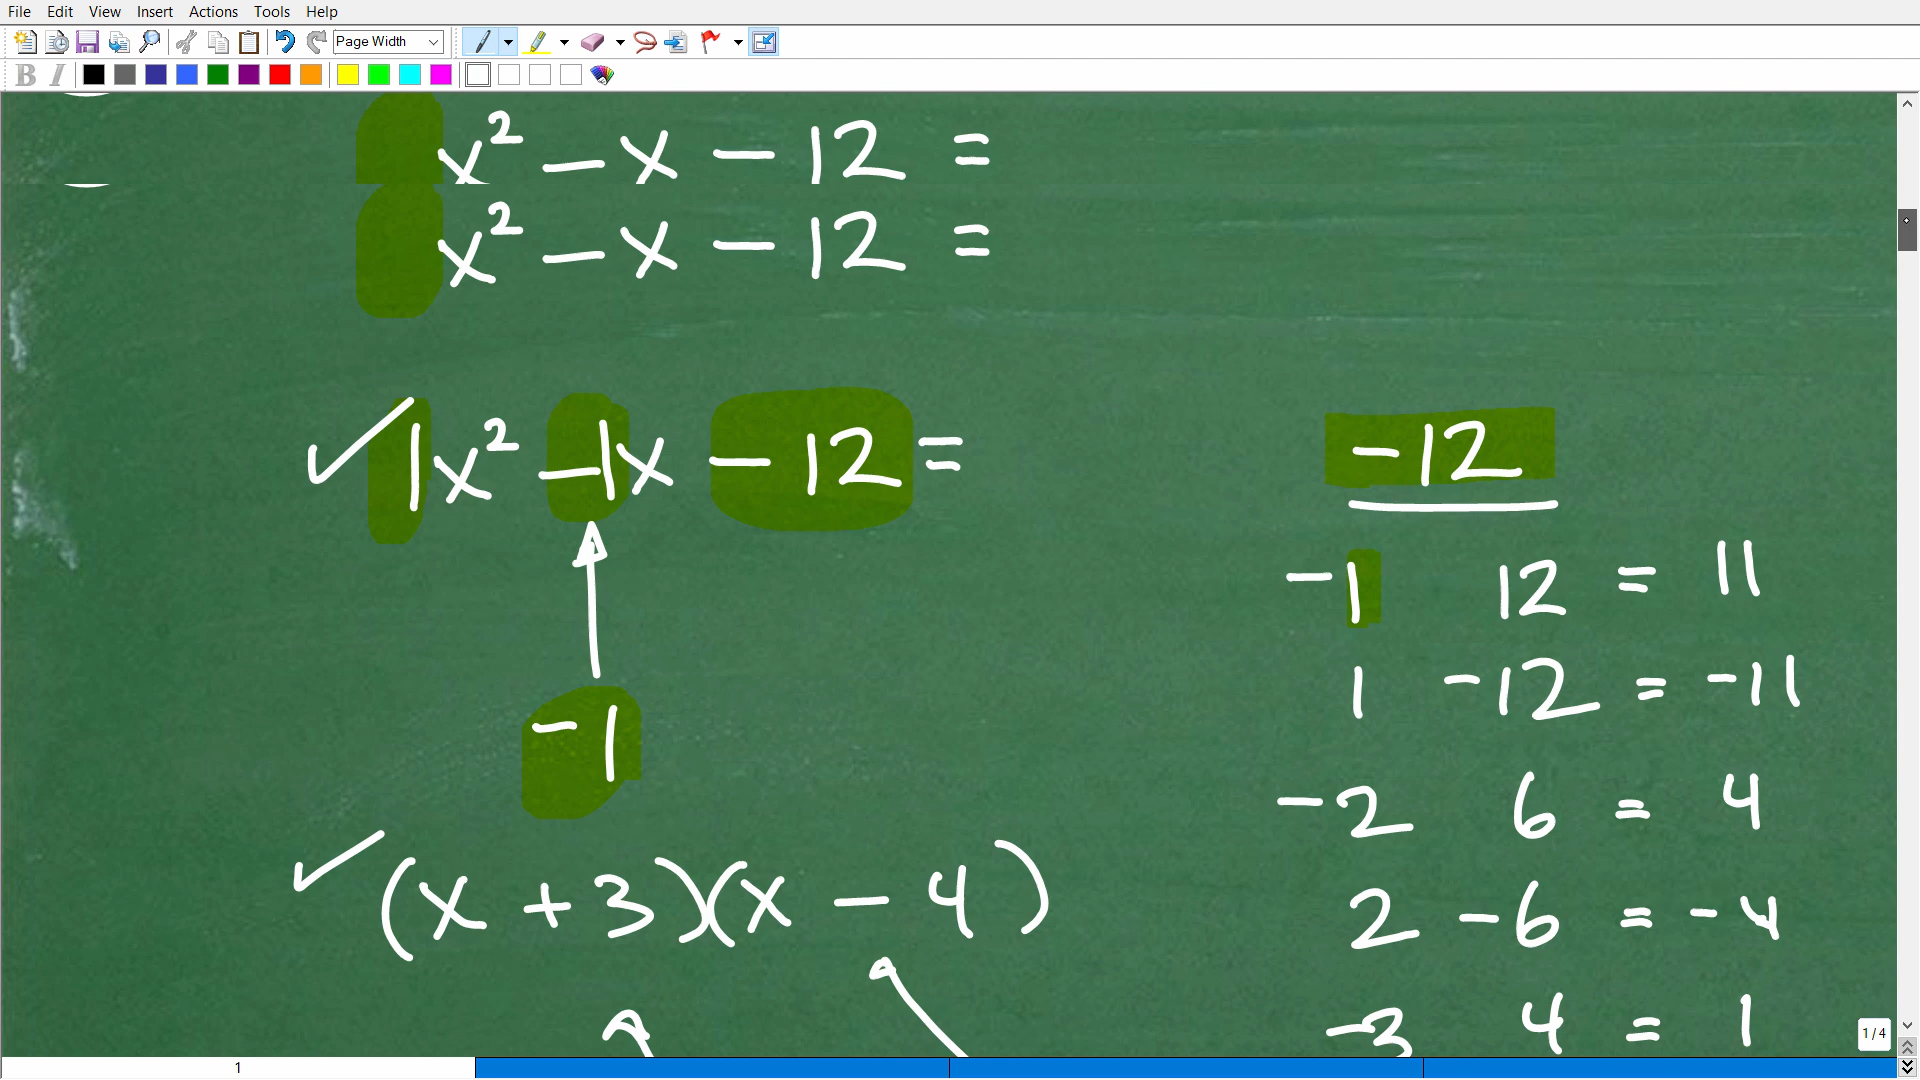 File Edit View Insert Actions Tools Help
Page Width
B I
x² – x – 12 =
x² – x – 12 =
1x² – 1x – 12 =
-1
(x + 3)(x – 4)
-12
-1 12 = 11
1 -12 = -11
-2 6 = 4
2 -6 = -4
-3 4 = 1
1/4
1